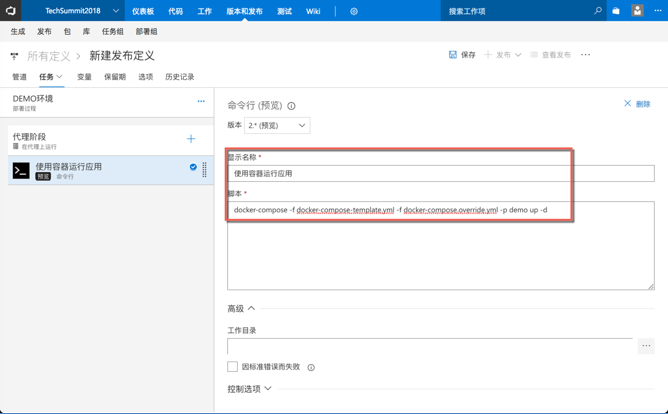 TechSummit2018
仪表板
代码
工作
版本和发布
测试
Wiki
搜索工作项
生成
发布
包
库
任务组
部署组
所有定义 > 新建发布定义
保存
发布
查看发布
管道
任务
变量
保留期
选项
历史记录
DEMO环境
部署过程
代理阶段
在代理上运行
使用容器运行应用
预览 命令行
命令行 (预览)
删除
版本 2.* (预览)
显示名称 *
使用容器运行应用
脚本 *
docker-compose -f docker-compose-template.yml -f docker-compose.override.yml -p demo up -d
高级
工作目录
因标准错误而失败
控制选项